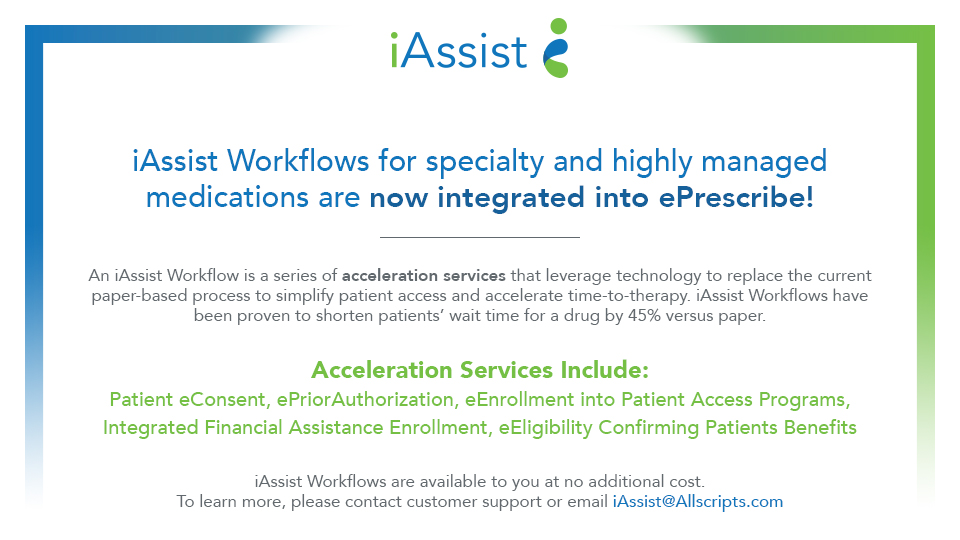 iAssist
iAssist Workflows for specialty and highly managed
medications are now integrated into ePrescribe!
An iAssist Workflow is a series of acceleration services that leverage technology to replace the current
paper-based process to simplify patient access and accelerate time-to-therapy. iAssist Workflows have
been proven to shorten patients’ wait time for a drug by 45% versus paper.
Acceleration Services Include:
Patient eConsent, ePriorAuthorization, eEnrollment into Patient Access Programs,
Integrated Financial Assistance Enrollment, eEligibility Confirming Patients Benefits
iAssist Workflows are available to you at no additional cost.
To learn more, please contact customer support or email iAssist@Allscripts.com